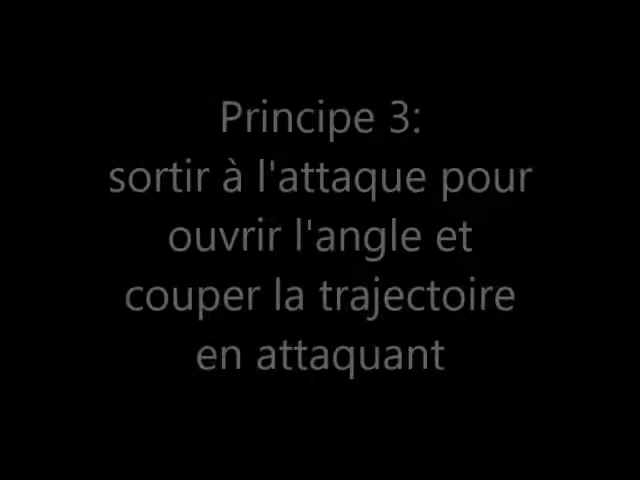 Principe 3:
sortir à l'attaque pour
ouvrir l'angle et
couper la trajectoire
en attaquant